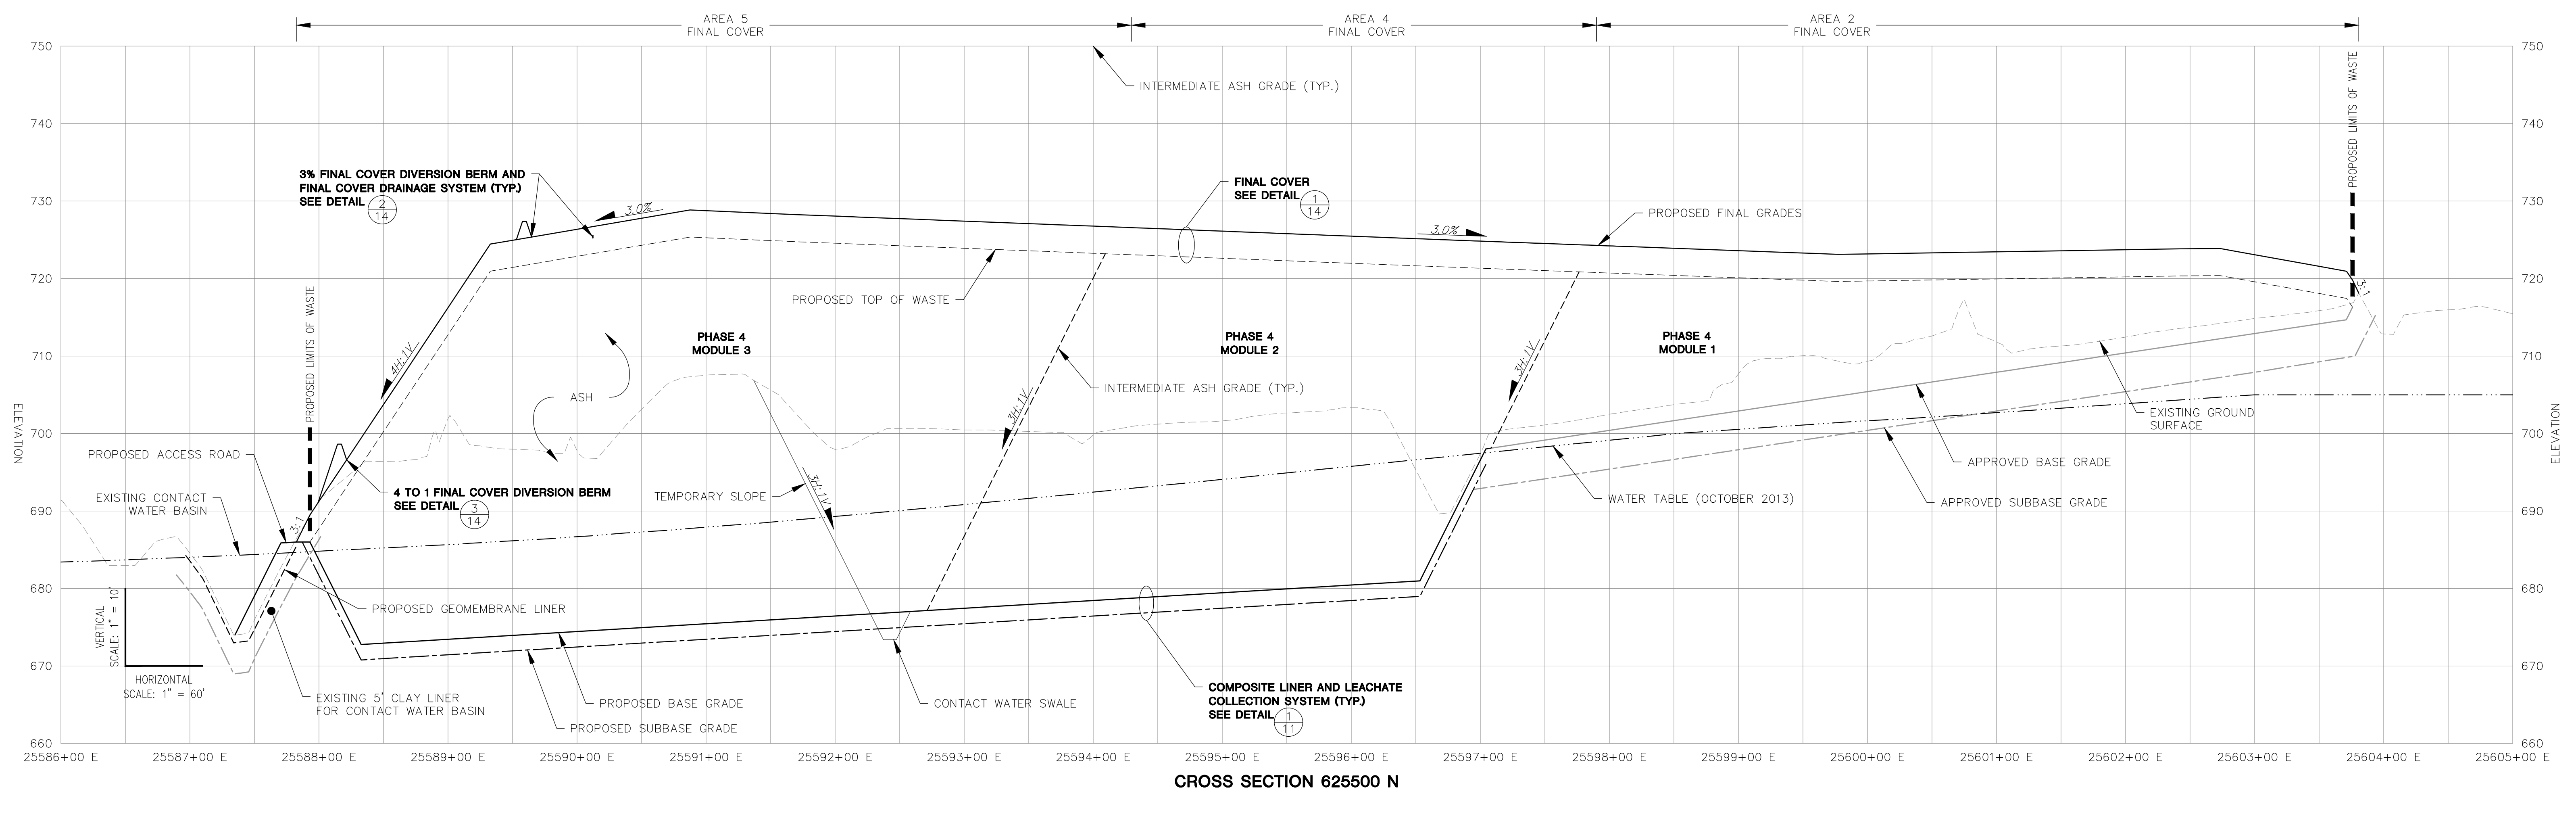 AREA 5
FINAL COVER
AREA 4
FINAL COVER
AREA 2
FINAL COVER
750
740
730
720
710
700
690
680
670
660
ELEVATION
750
740
730
720
710
700
690
680
670
660
ELEVATION
INTERMEDIATE ASH GRADE (TYP.)
PROPOSED LIMITS OF WASTE
3% FINAL COVER DIVERSION BERM AND
FINAL COVER DRAINAGE SYSTEM (TYP.)
SEE DETAIL 2
14
3.0%
FINAL COVER
SEE DETAIL 1
14
3.0%
PROPOSED FINAL GRADES
PROPOSED TOP OF WASTE
3:1
PROPOSED LIMITS OF WASTE
4H:1V
PHASE 4
MODULE 3
PHASE 4
MODULE 2
PHASE 4
MODULE 1
3H:1V
INTERMEDIATE ASH GRADE (TYP.)
ASH
3H:1V
EXISTING GROUND
SURFACE
PROPOSED ACCESS ROAD
APPROVED BASE GRADE
4 TO 1 FINAL COVER DIVERSION BERM
SEE DETAIL 3
14
TEMPORARY SLOPE
3H:1V
EXISTING CONTACT
WATER BASIN
WATER TABLE (OCTOBER 2013)
APPROVED SUBBASE GRADE
3:1
PROPOSED GEOMEMBRANE LINER
VERTICAL
SCALE: 1" = 10'
HORIZONTAL
SCALE: 1" = 60'
EXISTING 5' CLAY LINER
FOR CONTACT WATER BASIN
PROPOSED BASE GRADE
PROPOSED SUBBASE GRADE
CONTACT WATER SWALE
COMPOSITE LINER AND LEACHATE
COLLECTION SYSTEM (TYP.)
SEE DETAIL 1
11
25586+00 E 25587+00 E 25588+00 E 25589+00 E 25590+00 E 25591+00 E 25592+00 E 25593+00 E 25594+00 E 25595+00 E 25596+00 E 25597+00 E 25598+00 E 25599+00 E 25600+00 E 25601+00 E 25602+00 E 25603+00 E 25604+00 E 25605+00 E
CROSS SECTION 625500 N